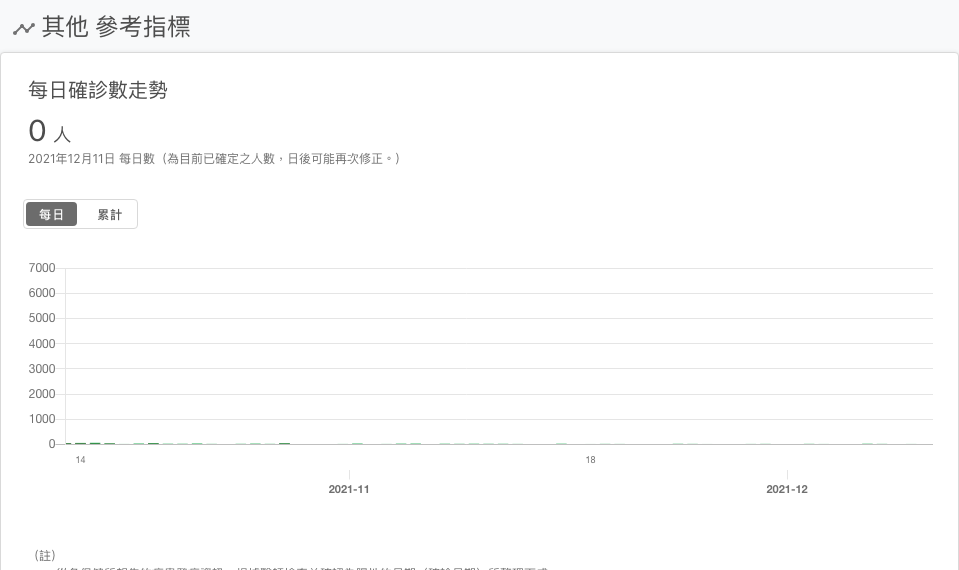 其他 參考指標
每日確診數走勢
0 人
2021年12月11日 每日數（為目前已確定之人數，日後可能再次修正。）
每日 累計
7000
6000
5000
4000
3000
2000
1000
0
14 18
2021-11 2021-12
（註）